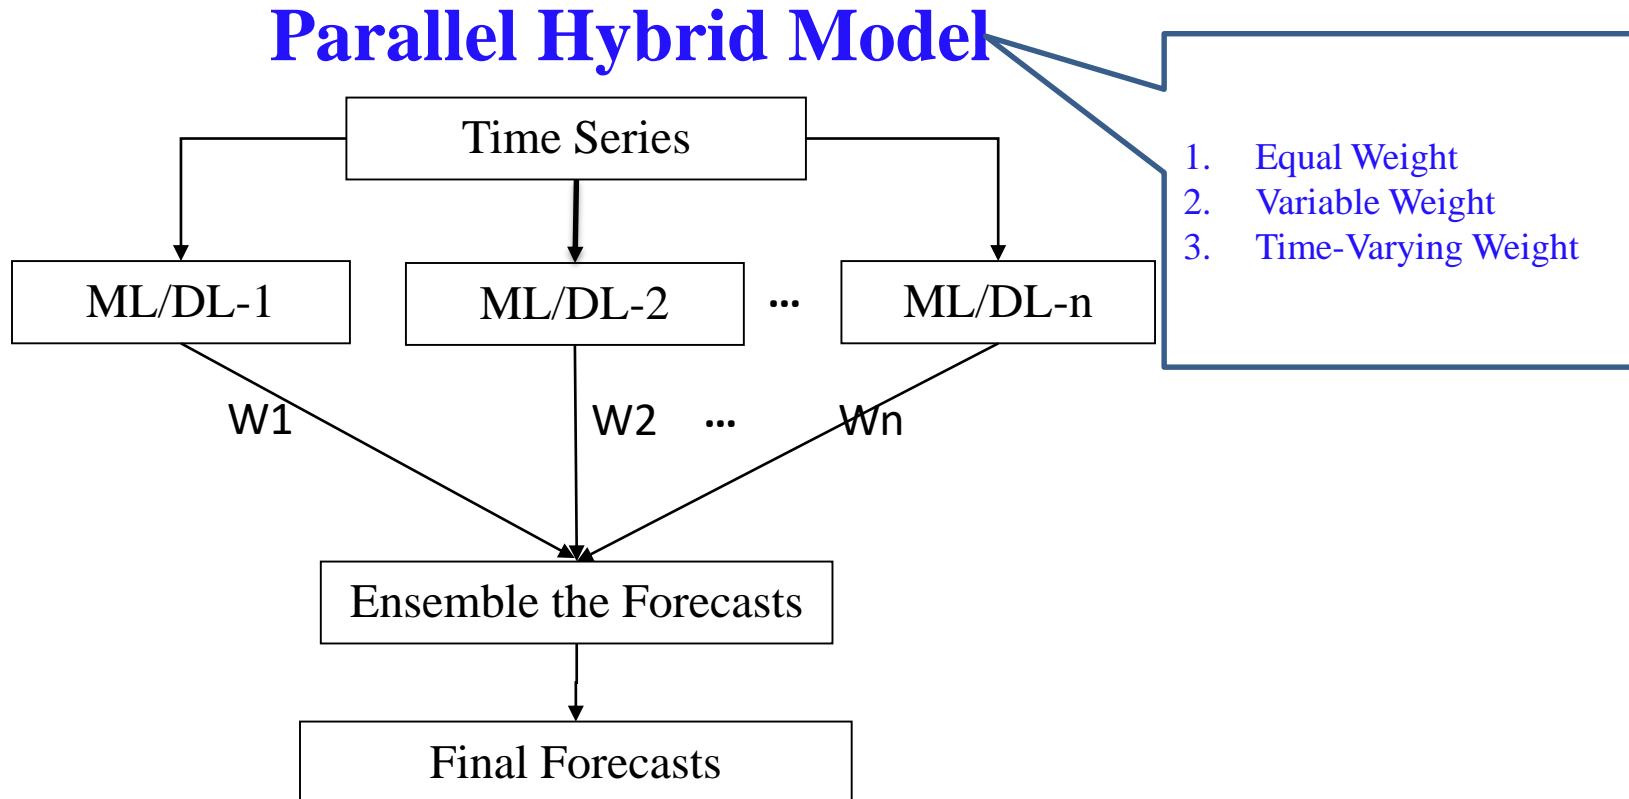 Parallel Hybrid Model
Time Series
1. Equal Weight
2. Variable Weight
3. Time-Varying Weight
ML/DL-1
ML/DL-2
...
ML/DL-n
W1
W2
...
Wn
Ensemble the Forecasts
Final Forecasts